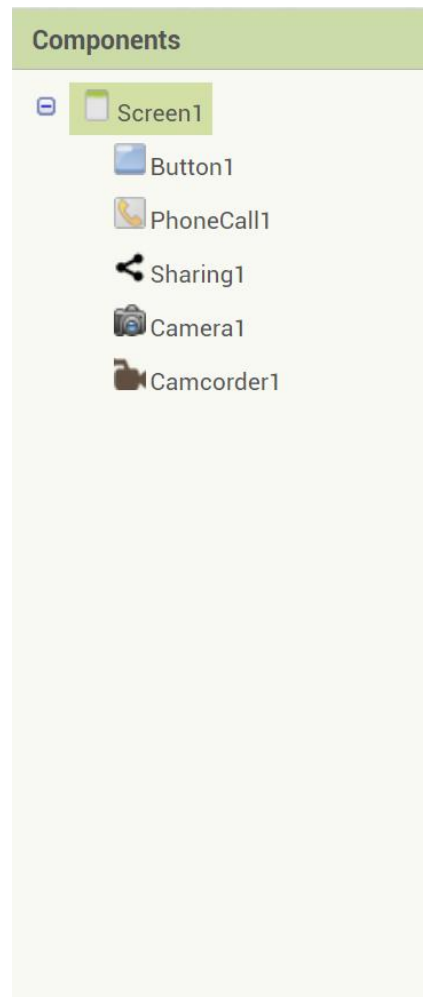 Components
Screen1
Button1
PhoneCall1
Sharing1
Camera1
Camcorder1